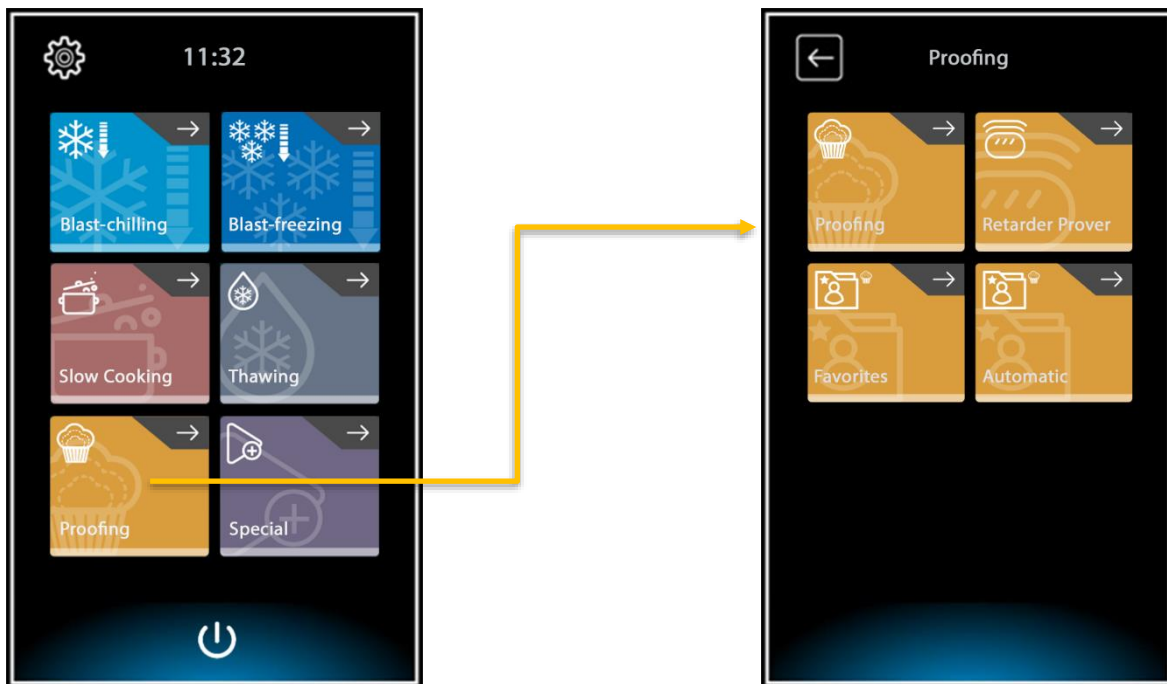 11:32
Blast-chilling
Blast-freezing
Slow Cooking
Thawing
Proofing
Special
Proofing
Proofing
Retarder Prover
Favorites
Automatic